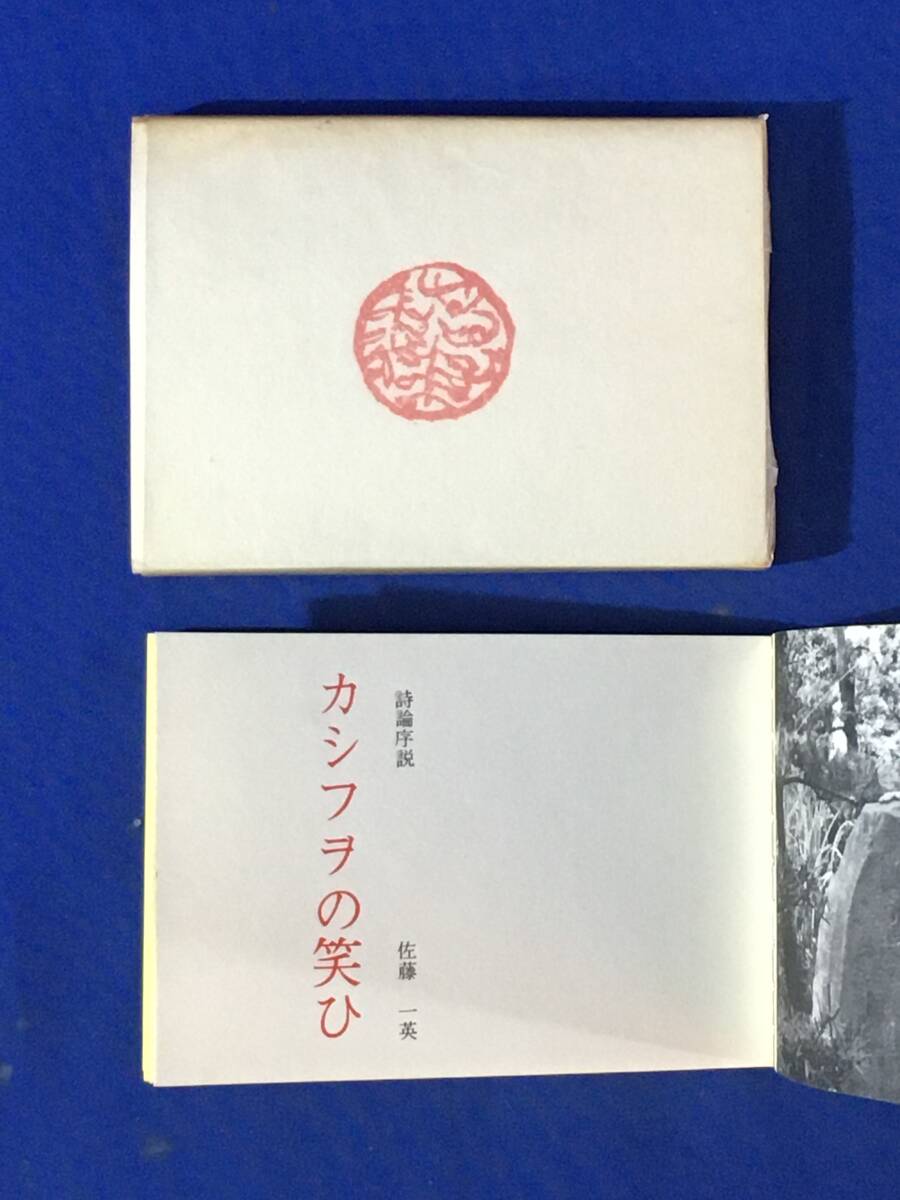 詩論序説
佐藤 一英
カシフヲの笑ひ